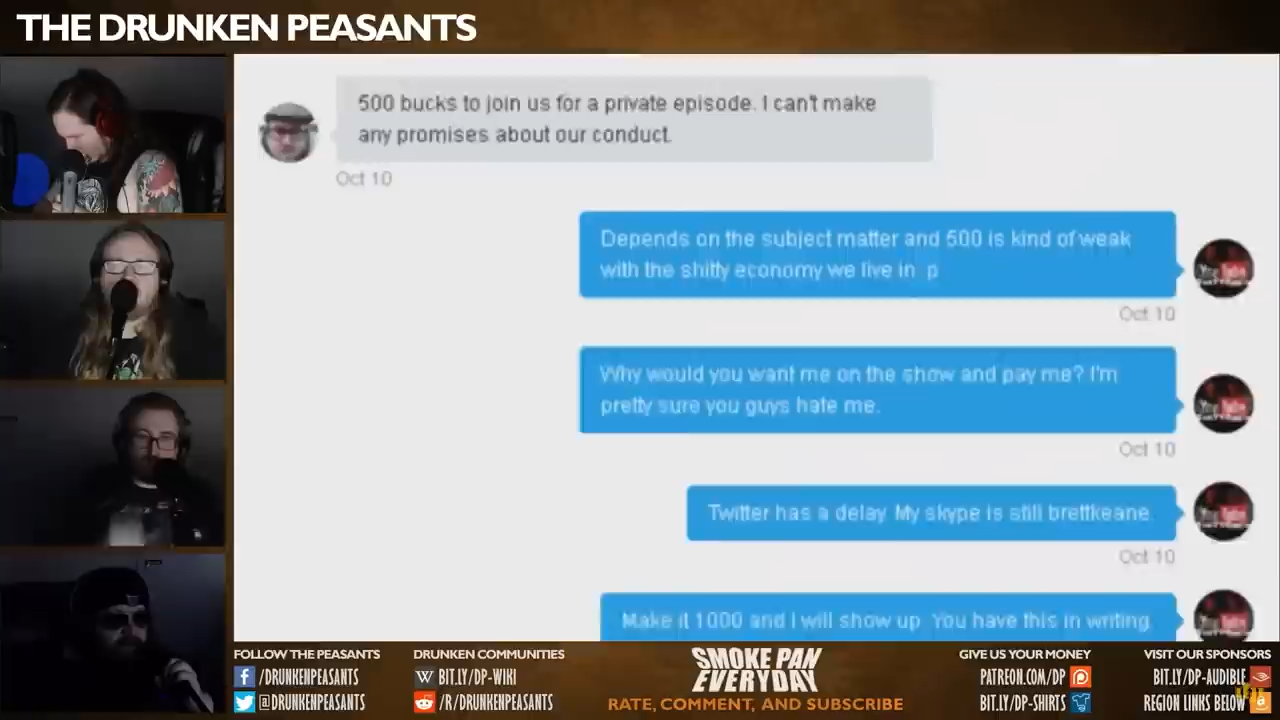 THE DRUNKEN PEASANTS
500 bucks to join us for a private episode. I can't make
any promises about our conduct.
Oct 10
Depends on the subject matter and 500 is kind of weak
with the shitty economy we live in :p
Oct 10
Why would you want me on the show and pay me? I'm
pretty sure you guys hate me.
Oct 10
Twitter has a delay. My skype is still brettkeane.
Oct 10
Make it 1000 and I will show up. You have this in writing.
FOLLOW THE PEASANTS
/DRUNKENPEASANTS
@DRUNKENPEASANTS
DRUNKEN COMMUNITIES
BIT.LY/DP-WIKI
/R/DRUNKENPEASANTS
SMOKE PAN
EVERYDAY
RATE, COMMENT, AND SUBSCRIBE
GIVE US YOUR MONEY
PATREON.COM/DP
BIT.LY/DP-SHIRTS
VISIT OUR SPONSORS
BIT.LY/DP-AUDIBLE
REGION LINKS BELOW